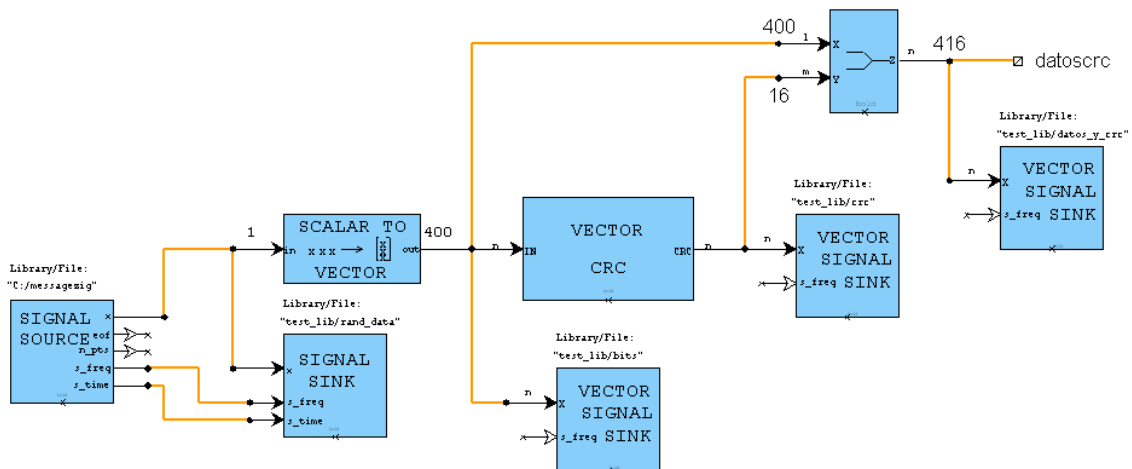 400
l
X
n
416
Z
datoscrc
m
Y
16
hold
Library/File:
"test_lib/datos_y_crc"
n
X
VECTOR
SIGNAL
s_freq SINK
Library/File:
"test_lib/crc"
1
SCALAR TO
in x x x → [x x x] out
VECTOR
400
n
IN
VECTOR
CRC
CRC
n
n
X
VECTOR
SIGNAL
s_freq SINK
Library/File:
"C:/messagesig"
SIGNAL
SOURCE
x
eof
n_pts
s_freq
s_time
Library/File:
"test_lib/rand_data"
x
SIGNAL
SINK
s_freq
s_time
Library/File:
"test_lib/bits"
n
X
VECTOR
SIGNAL
s_freq SINK